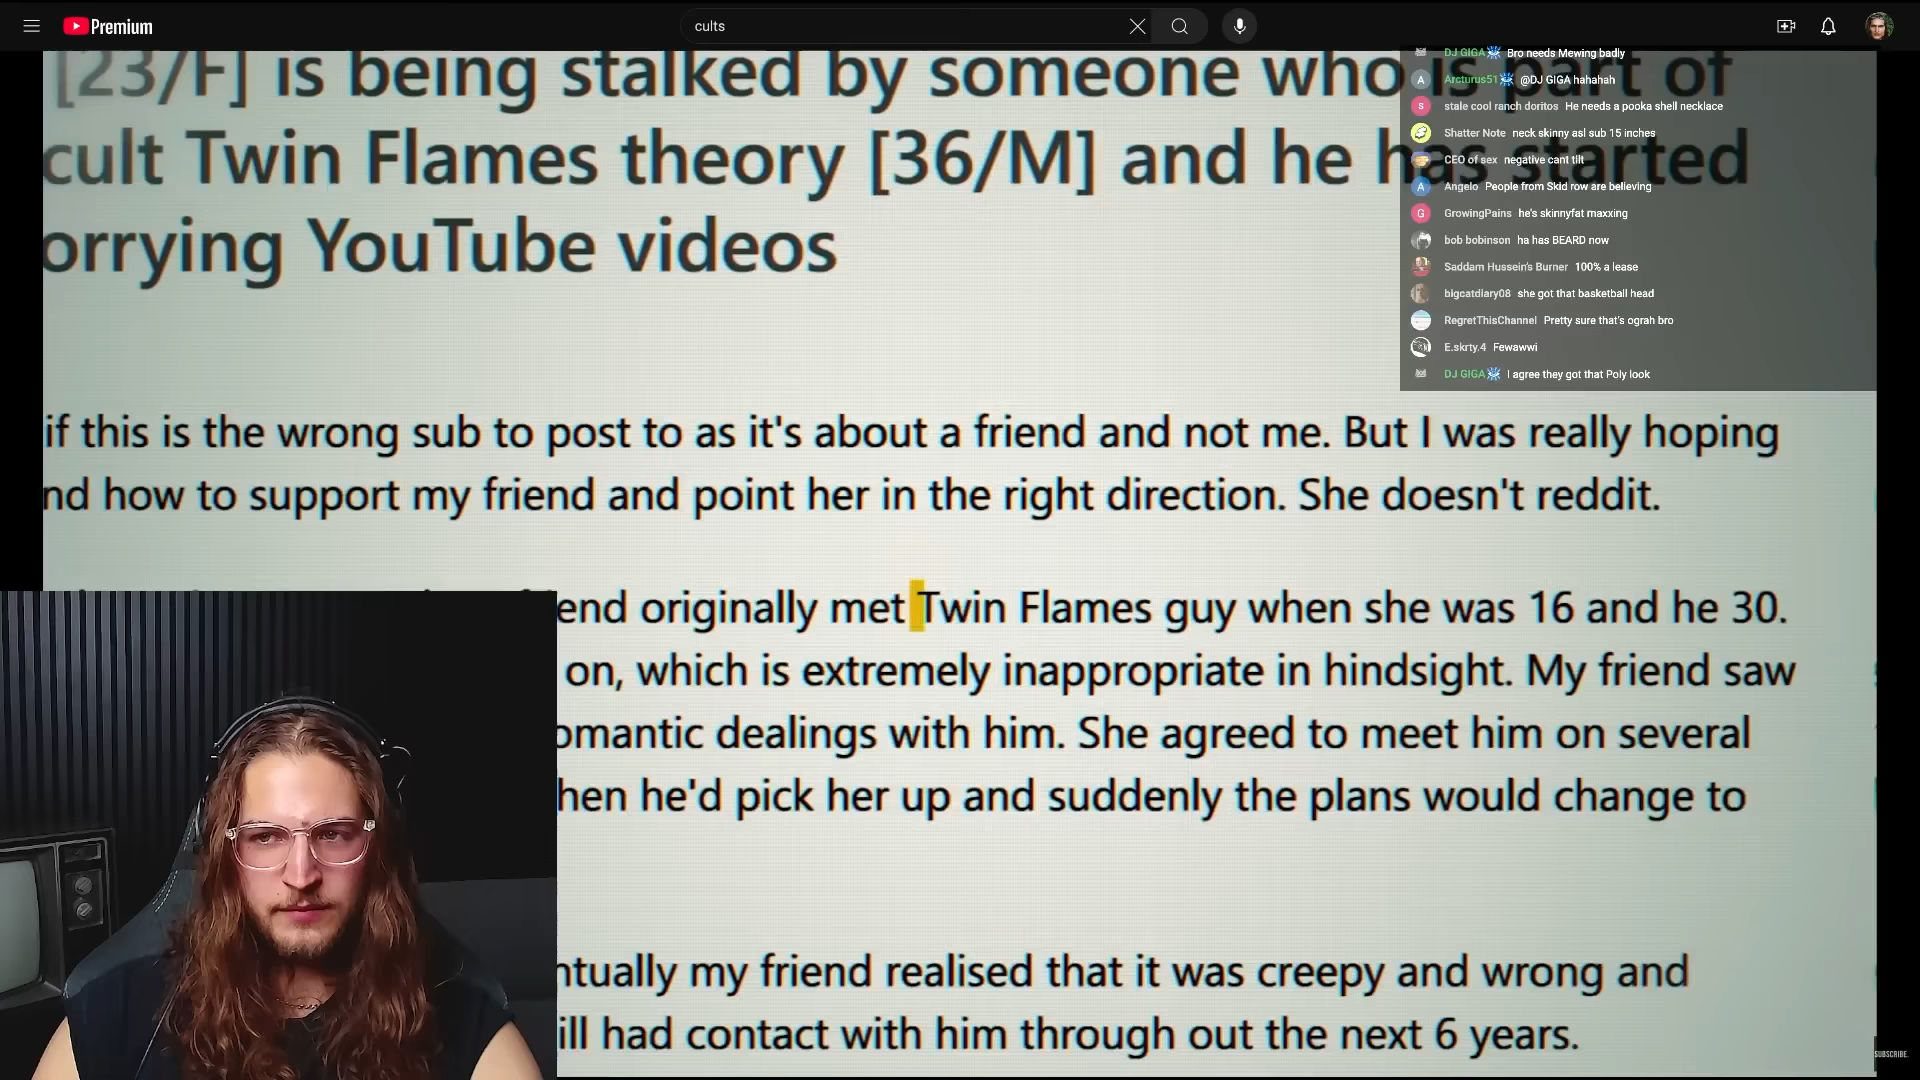 Premium
cults
[23/F] is being stalked by someone who is part of
cult Twin Flames theory [36/M] and he has started
orrying YouTube videos
DJ GIGA Bro needs Mewing badly
A Arcturus51 @DJ GIGA hahahah
s stale cool ranch doritos He needs a pooka shell necklace
Shatter Note neck skinny asl sub 15 inches
CEO of sex negative cant tilt
A Angelo People from Skid row are believing
G GrowingPains he's skinnyfat maxxing
bob bobinson ha has BEARD now
Saddam Hussein's Burner 100% a lease
bigcatdiary08 she got that basketball head
RegretThisChannel Pretty sure that's ograh bro
E.skrty.4 Fewawwi
DJ GIGA I agree they got that Poly look
if this is the wrong sub to post to as it's about a friend and not me. But I was really hoping
nd how to support my friend and point her in the right direction. She doesn't reddit.
end originally met Twin Flames guy when she was 16 and he 30.
on, which is extremely inappropriate in hindsight. My friend saw
omantic dealings with him. She agreed to meet him on several
hen he'd pick her up and suddenly the plans would change to
ntually my friend realised that it was creepy and wrong and
ill had contact with him through out the next 6 years.
SUBSCRIBE